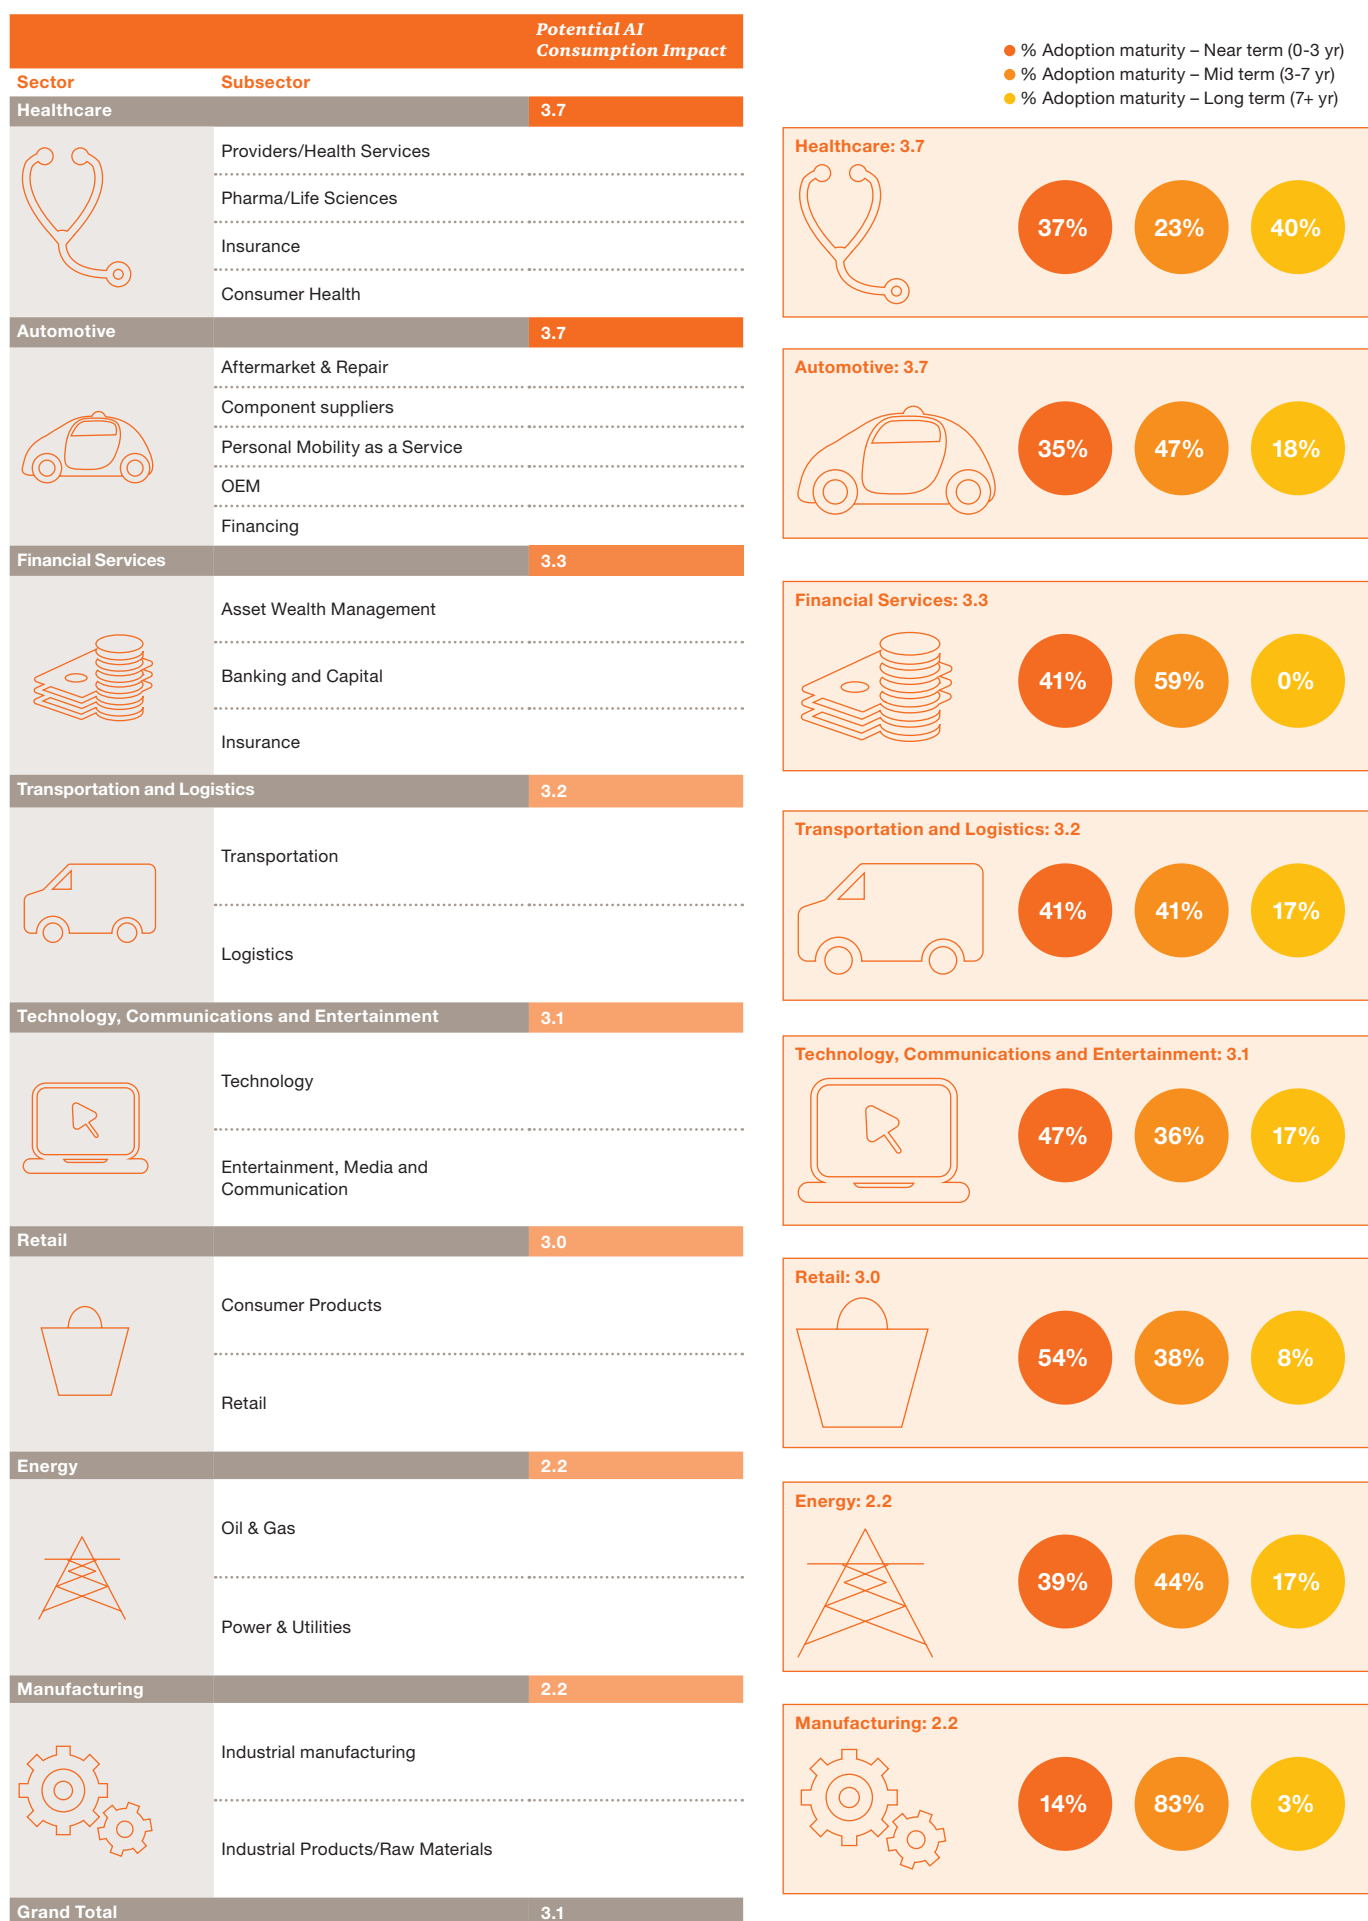 Potential AI
Consumption Impact
Sector Subsector
Healthcare 3.7
Providers/Health Services
Pharma/Life Sciences
Insurance
Consumer Health
Automotive 3.7
Aftermarket & Repair
Component suppliers
Personal Mobility as a Service
OEM
Financing
Financial Services 3.3
Asset Wealth Management
Banking and Capital
Insurance
Transportation and Logistics 3.2
Transportation
Logistics
Technology, Communications and Entertainment 3.1
Technology
Entertainment, Media and
Communication
Retail 3.0
Consumer Products
Retail
Energy 2.2
Oil & Gas
Power & Utilities
Manufacturing 2.2
Industrial manufacturing
Industrial Products/Raw Materials
Grand Total 3.1
% Adoption maturity – Near term (0-3 yr)
% Adoption maturity – Mid term (3-7 yr)
% Adoption maturity – Long term (7+ yr)
Healthcare: 3.7
37% 23% 40%
Automotive: 3.7
35% 47% 18%
Financial Services: 3.3
41% 59% 0%
Transportation and Logistics: 3.2
41% 41% 17%
Technology, Communications and Entertainment: 3.1
47% 36% 17%
Retail: 3.0
54% 38% 8%
Energy: 2.2
39% 44% 17%
Manufacturing: 2.2
14% 83% 3%